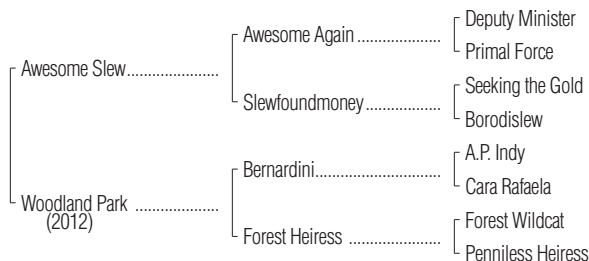 Deputy Minister
Awesome Again ....................
Primal Force
Awesome Slew......................
Seeking the Gold
Slewfoundmoney ..................
Borodislew
A.P. Indy
Bernardini.............................
Cara Rafaela
Woodland Park ....................
(2012)
Forest Wildcat
Forest Heiress ......................
Penniless Heiress